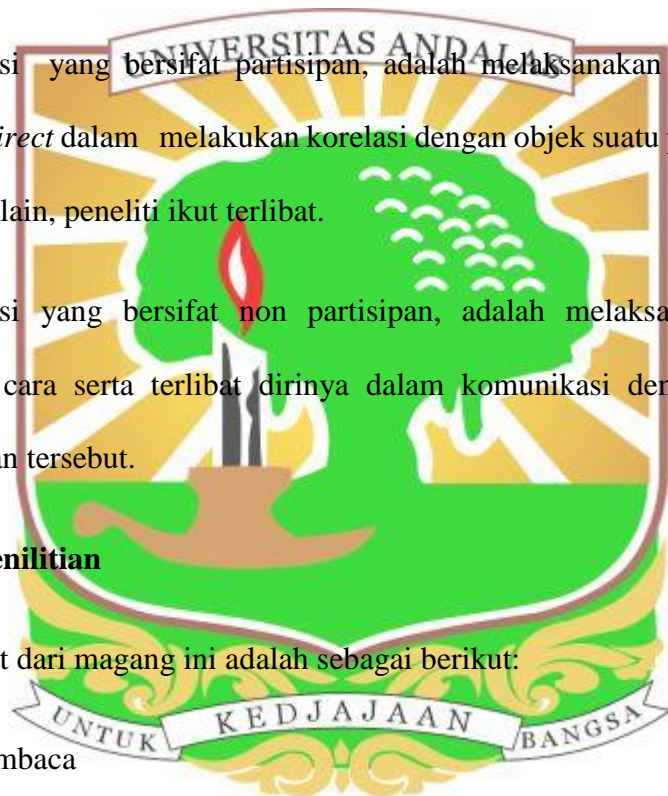 UNIVERSITAS ANDALAS
si yang bersifat partisipan, adalah melaksanakan
irect dalam melakukan korelasi dengan objek suatu p
lain, peneliti ikut terlibat.
si yang bersifat non partisipan, adalah melaksa
cara serta terlibat dirinya dalam komunikasi den
an tersebut.
enilitian
t dari magang ini adalah sebagai berikut:
UNTUK KEDJAJAAN BANGSA
mbaca